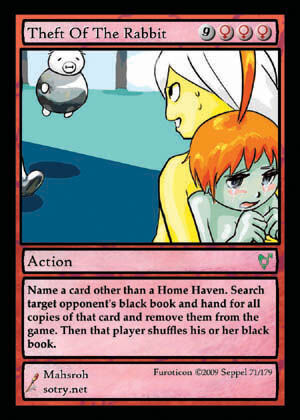 Theft Of The Rabbit 9
Action
Name a card other than a Home Haven. Search
target opponent's black book and hand for all
copies of that card and remove them from the
game. Then that player shuffles his or her black
book.
Mahsroh Furoticon ©2009 Seppel 71/179
sotry.net